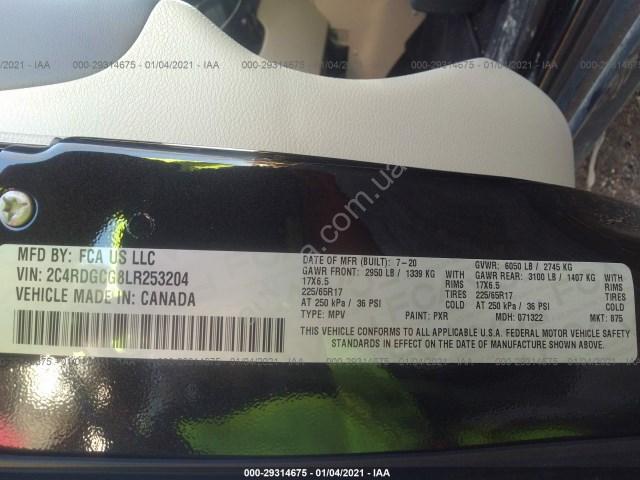 000-29314675 - 01/04/2021 - IAA
MFD BY: FCA US LLC
VIN: 2C4RDGCG8LR253204
VEHICLE MADE IN: CANADA
DATE OF MFR (BUILT): 7-20
GAWR FRONT: 2950 LB / 1339 KG
17X6.5 RIMS
225/65R17 TIRES
AT 250 kPa / 36 PSI COLD
TYPE: MPV PAINT: PXR
GVWR: 6050 LB / 2745 KG
GAWR REAR: 3100 LB / 1407 KG
17X6.5
225/65R17
AT 250 kPa / 36 PSI
MDH: 071322 MKT: 875
THIS VEHICLE CONFORMS TO ALL APPLICABLE U.S.A. FEDERAL MOTOR VEHICLE SAFETY
STANDARDS IN EFFECT ON THE DATE OF MANUFACTURE SHOWN ABOVE.
000-29314675 - 01/04/2021 - IAA